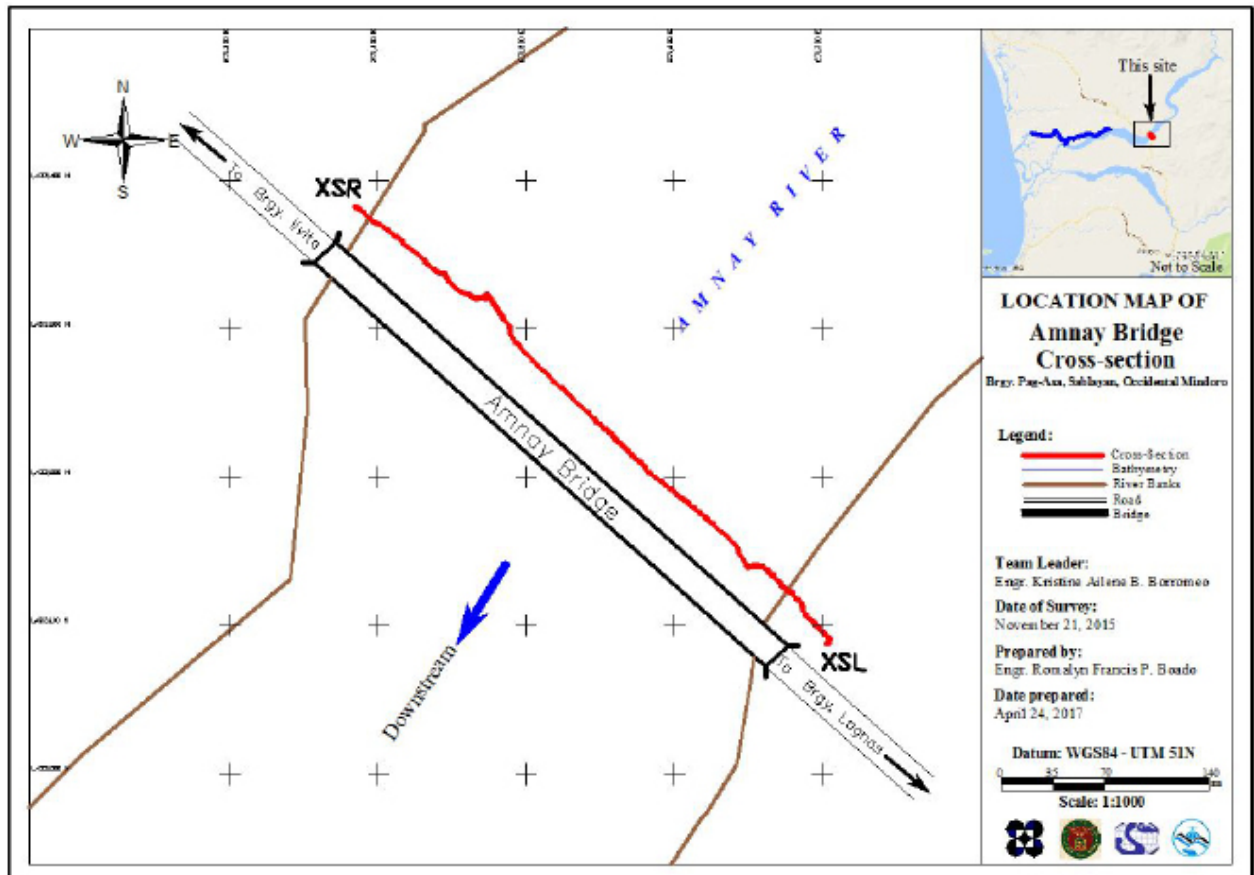 N
W E
S
To Brgy. Ilvita
XSR
AMNAY RIVER
Amnay Bridge
Downstream
XSL
To Brgy. Lagnas
This site
Not to Scale
LOCATION MAP OF
Amnay Bridge
Cross-section
Brgy. Pag-Asa, Sablayan, Occidental Mindoro
Legend:
Cross-Section
Bathymetry
River Banks
Road
Bridge
Team Leader:
Engr. Kristine Ailene B. Borromeo
Date of Survey:
November 21, 2015
Prepared by:
Engr. Romalyn Francis P. Boado
Date prepared:
April 24, 2017
Datum: WGS84 - UTM 51N
0 35 70 140
m
Scale: 1:1000